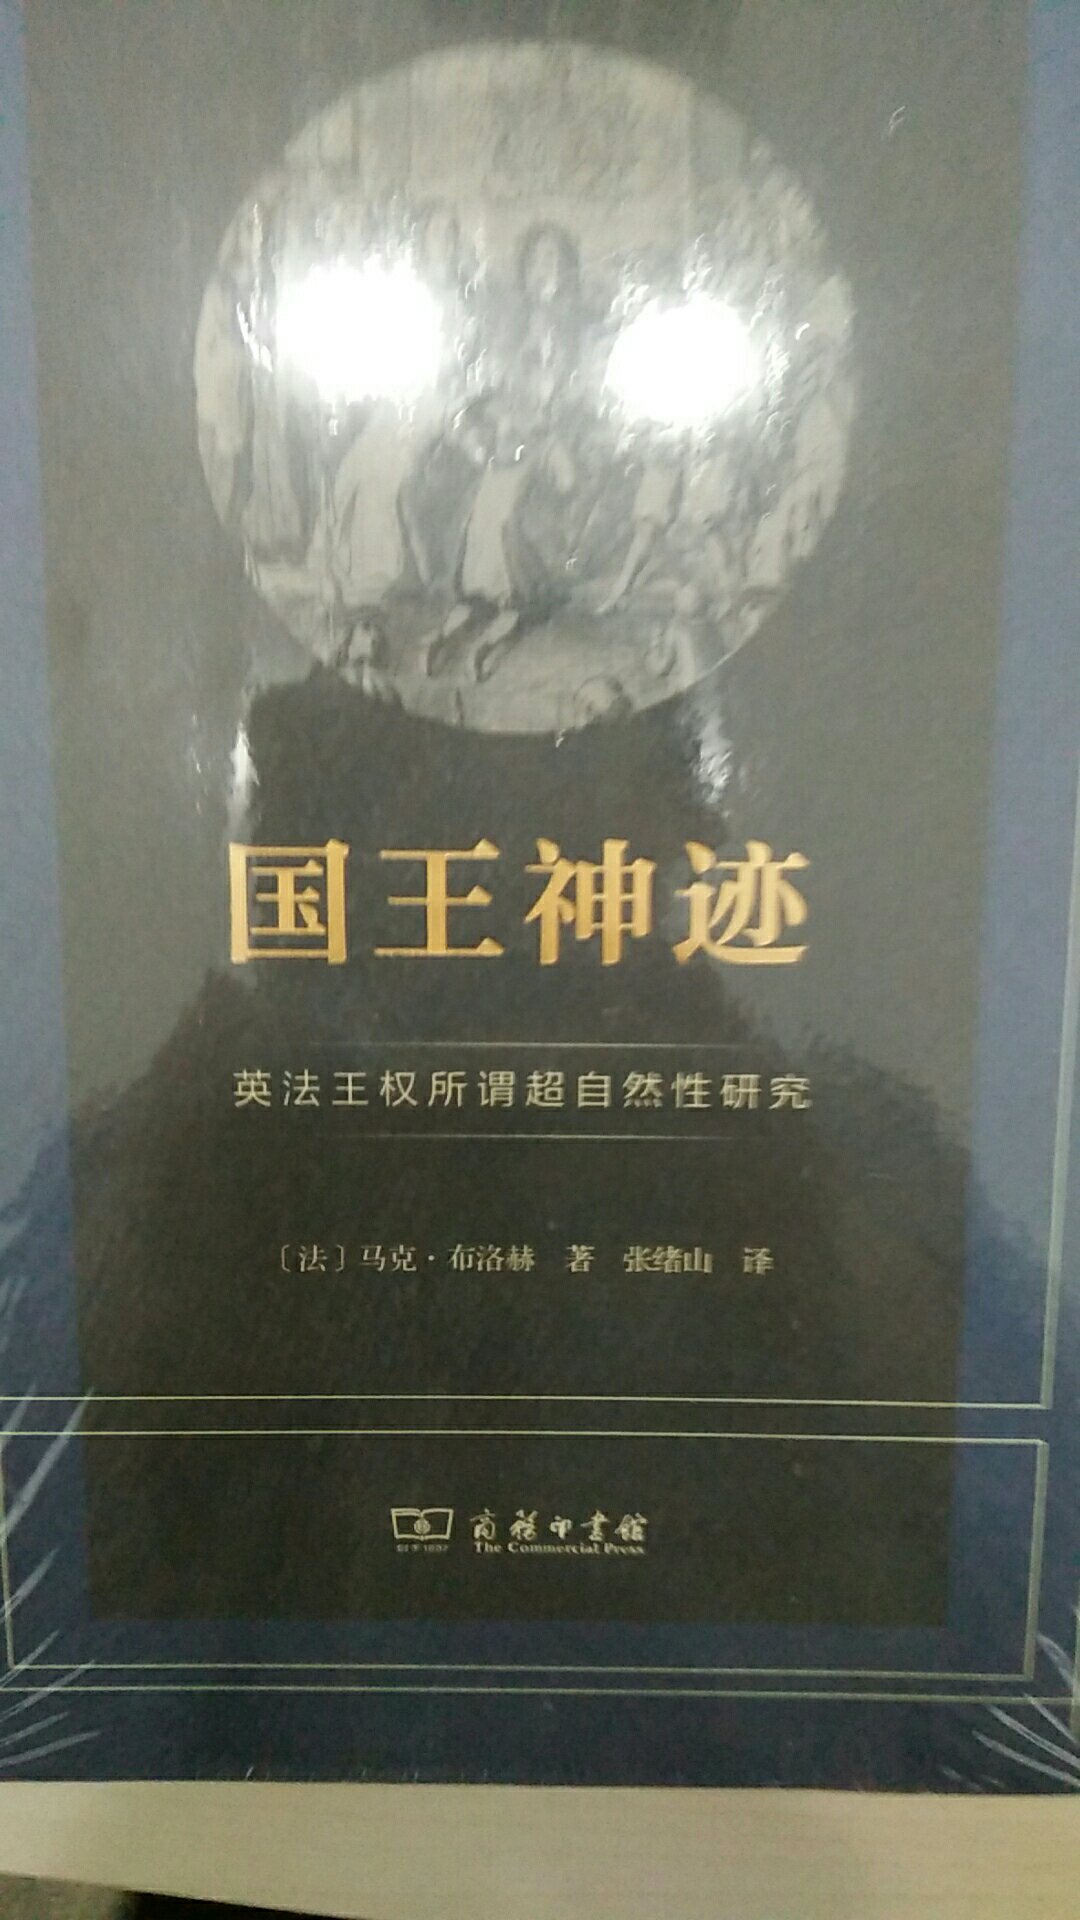 国王神迹
英法王权所谓超自然性研究
〔法〕马克·布洛赫 著 张绪山 译
商務印書館
The Commercial Press